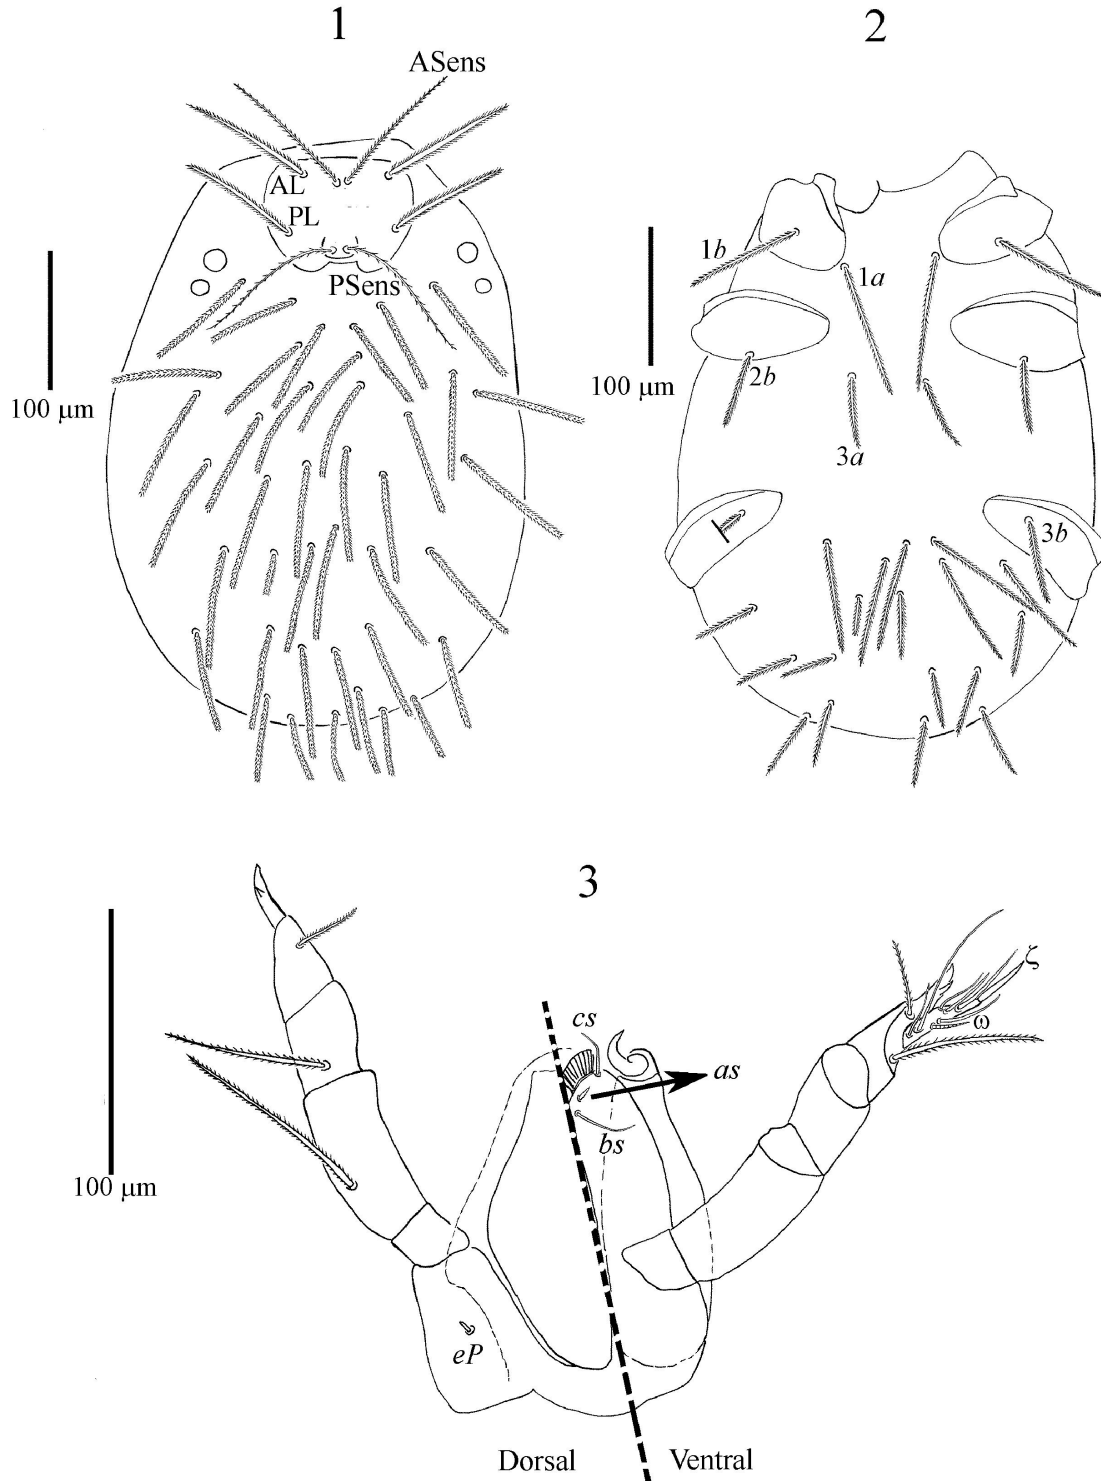 1
2
ASens
AL
PL
PSens
100 μm
1b
1a
2b
3a
3b
100 μm
3
cs
as
bs
ζ
ω
eP
100 μm
Dorsal
Ventral